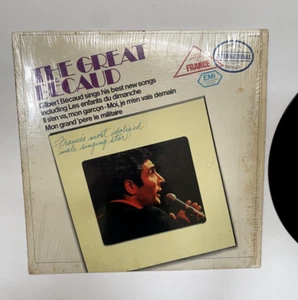 THE GREAT
BÉCAUD
Gilbert Bécaud sings his best new songs
including Les enfants du dimanche
Il s'en va, mon garçon · Moi, je m'en vais demain
Mon grand'père le militaire
FRANCE
INTERNATIONAL
EMI
France's most idolized
male singing star!